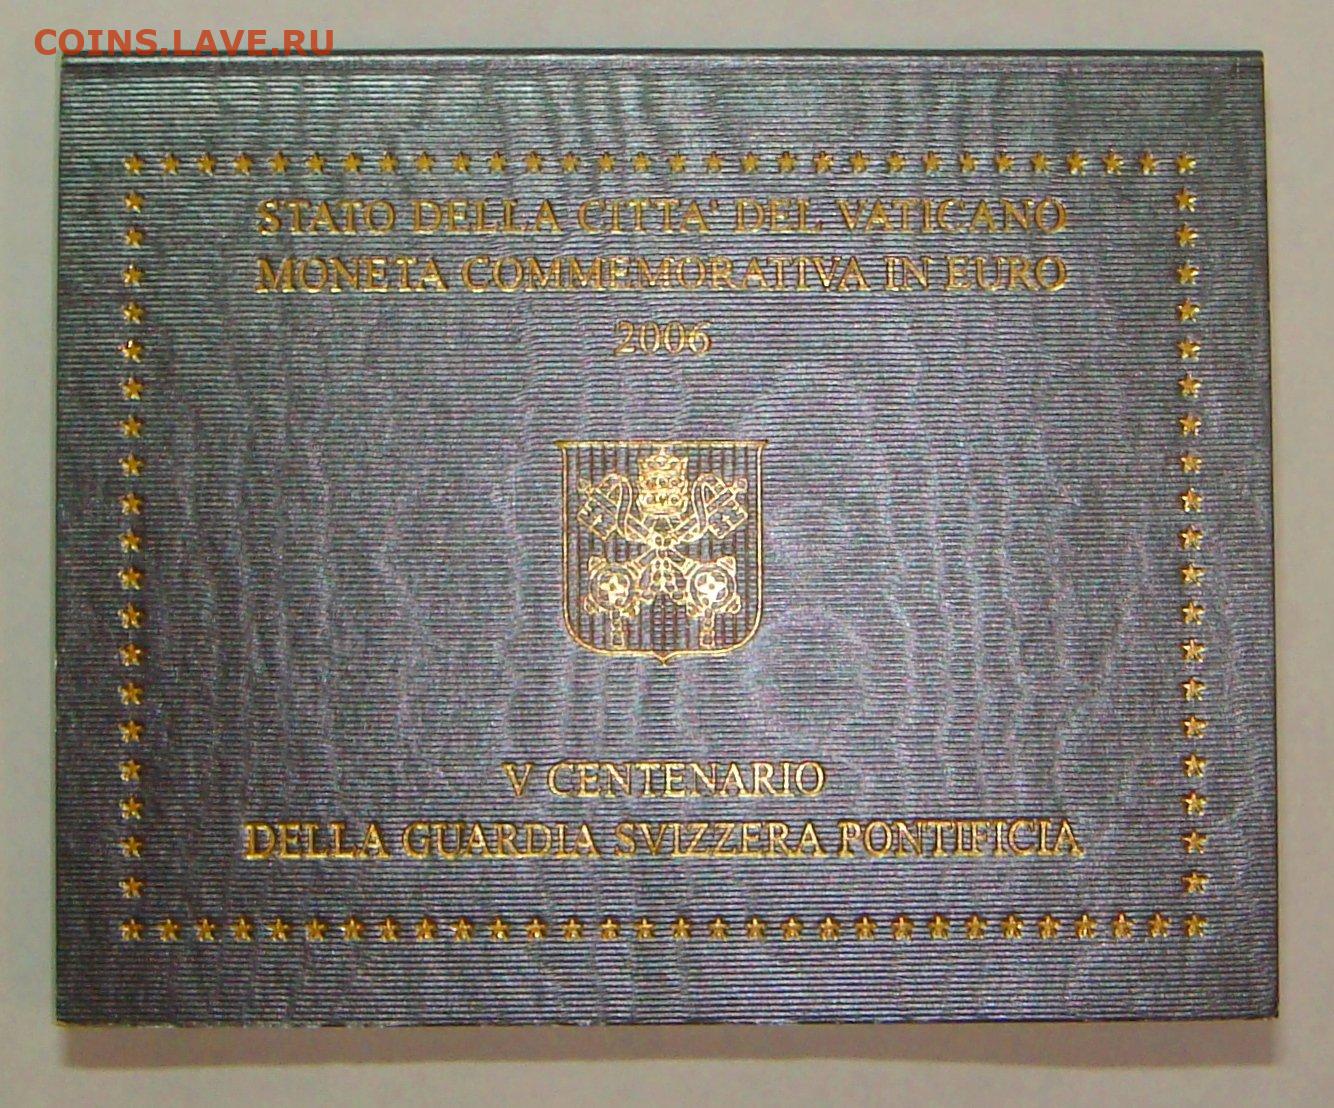 COINS.LAVE.RU
STATO DELLA CITTA' DEL VATICANO
MONETA COMMEMORATIVA IN EURO
2006
V CENTENARIO
DELLA GUARDIA SVIZZERA PONTIFICIA